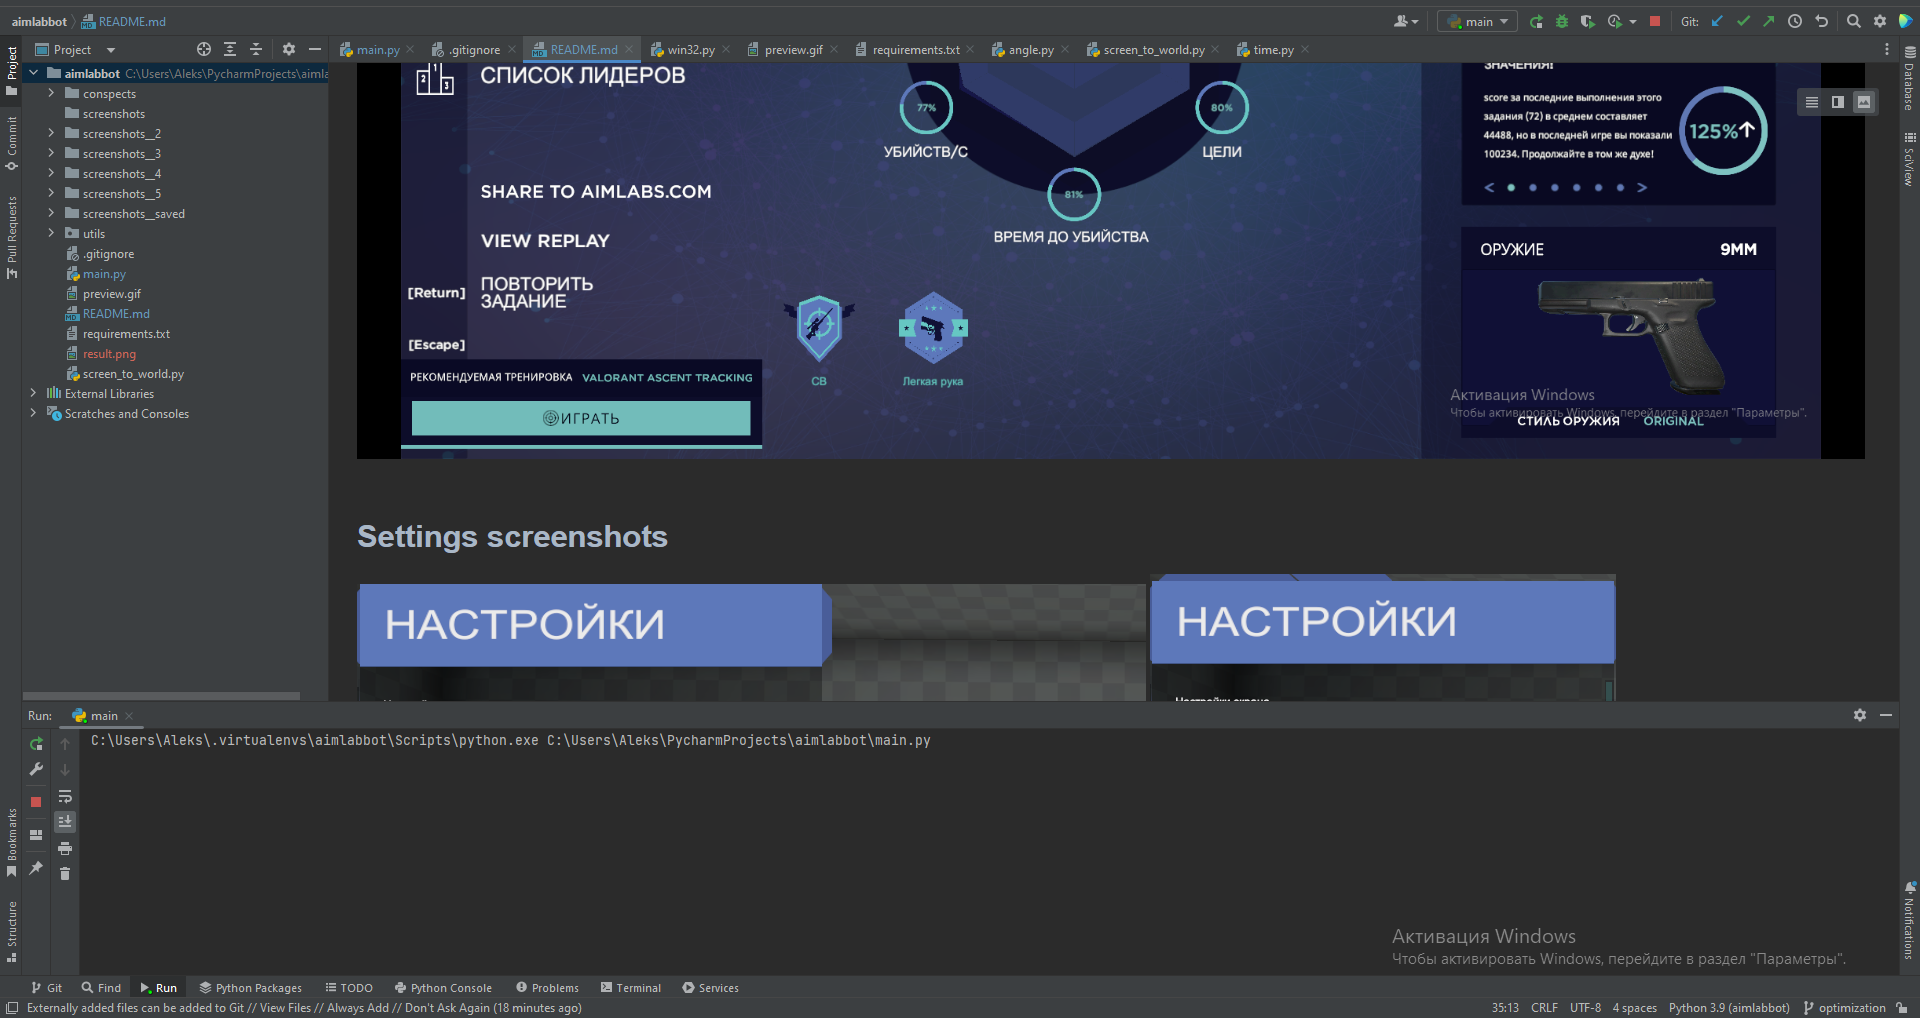 aimlabbot
README.md
main
Git:
Project
main.py
.gitignore
README.md
win32.py
preview.gif
requirements.txt
angle.py
screen_to_world.py
time.py
Project
Commit
Pull Requests
Bookmarks
Structure
aimlabbot C:\Users\Aleks\PycharmProjects\aimla
conspects
screenshots
screenshots__2
screenshots__3
screenshots__4
screenshots__5
screenshots__saved
utils
.gitignore
main.py
preview.gif
README.md
requirements.txt
result.png
screen_to_world.py
External Libraries
Scratches and Consoles
СПИСОК ЛИДЕРОВ
SHARE TO AIMLABS.COM
VIEW REPLAY
[Return]
ПОВТОРИТЬ
ЗАДАНИЕ
[Escape]
РЕКОМЕНДУЕМАЯ ТРЕНИРОВКА VALORANT ASCENT TRACKING
ИГРАТЬ
77%
УБИЙСТВ/С
80%
ЦЕЛИ
81%
ВРЕМЯ ДО УБИЙСТВА
СВ
Легкая рука
ЗНАЧЕНИЯ!
score за последние выполнения этого
задания (72) в среднем составляет
44488, но в последней игре вы показали
100234. Продолжайте в том же духе!
125%
ОРУЖИЕ
9MM
Активация Windows
Чтобы активировать Windows, перейдите в раздел "Параметры".
СТИЛЬ ОРУЖИЯ
ORIGINAL
Settings screenshots
НАСТРОЙКИ
НАСТРОЙКИ
Настройки экрана
Database
SciView
Notifications
Run:
main
C:\Users\Aleks\.virtualenvs\aimlabbot\Scripts\python.exe C:\Users\Aleks\PycharmProjects\aimlabbot\main.py
Активация Windows
Чтобы активировать Windows, перейдите в раздел "Параметры".
Git
Find
Run
Python Packages
TODO
Python Console
Problems
Terminal
Services
Externally added files can be added to Git // View Files // Always Add // Don't Ask Again (18 minutes ago)
35:13
CRLF
UTF-8
4 spaces
Python 3.9 (aimlabbot)
optimization